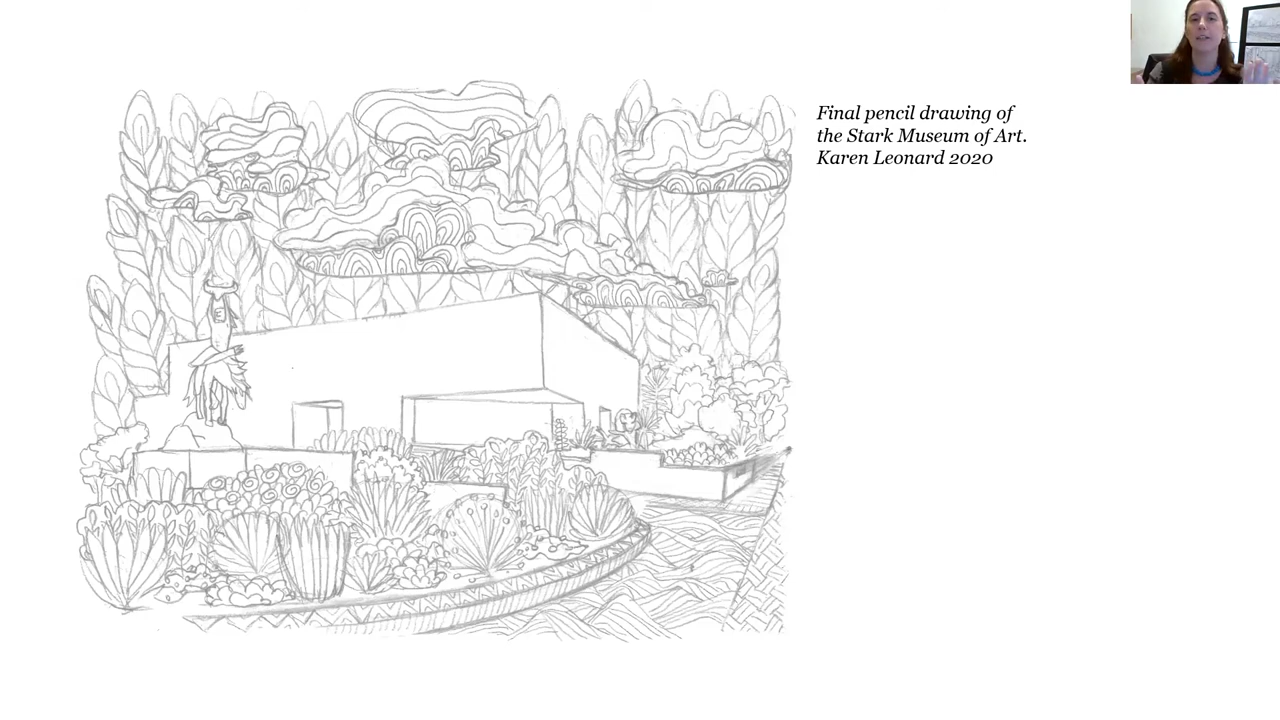 Final pencil drawing of
the Stark Museum of Art.
Karen Leonard 2020